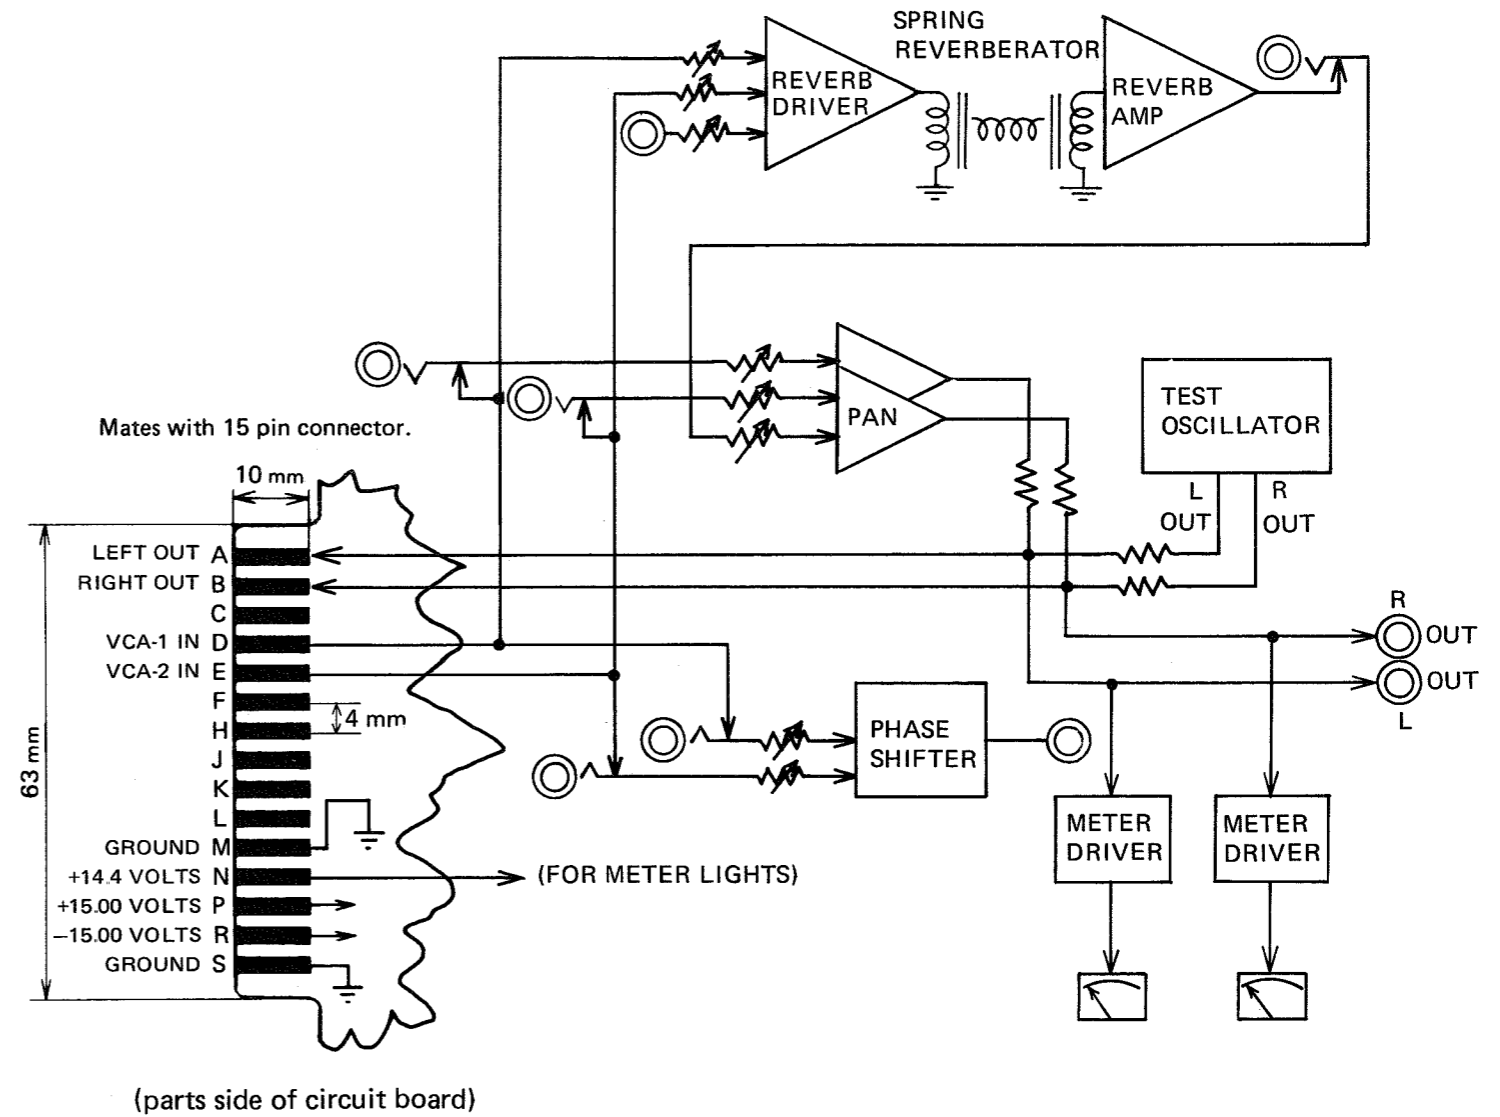 SPRING
REVERBERATOR
REVERB
DRIVER
REVERB
AMP
PAN
TEST
OSCILLATOR
L
OUT
R
OUT
Mates with 15 pin connector.
10 mm
LEFT OUT A
RIGHT OUT B
C
VCA-1 IN D
VCA-2 IN E
F
H
4 mm
J
K
L
GROUND M
+14.4 VOLTS N
(FOR METER LIGHTS)
+15.00 VOLTS P
−15.00 VOLTS R
GROUND S
63 mm
PHASE
SHIFTER
R
OUT
OUT
L
METER
DRIVER
METER
DRIVER
(parts side of circuit board)